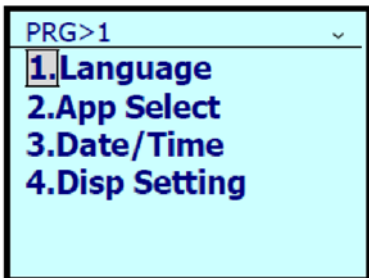 PRG>1
1.Language
2.App Select
3.Date/Time
4.Disp Setting